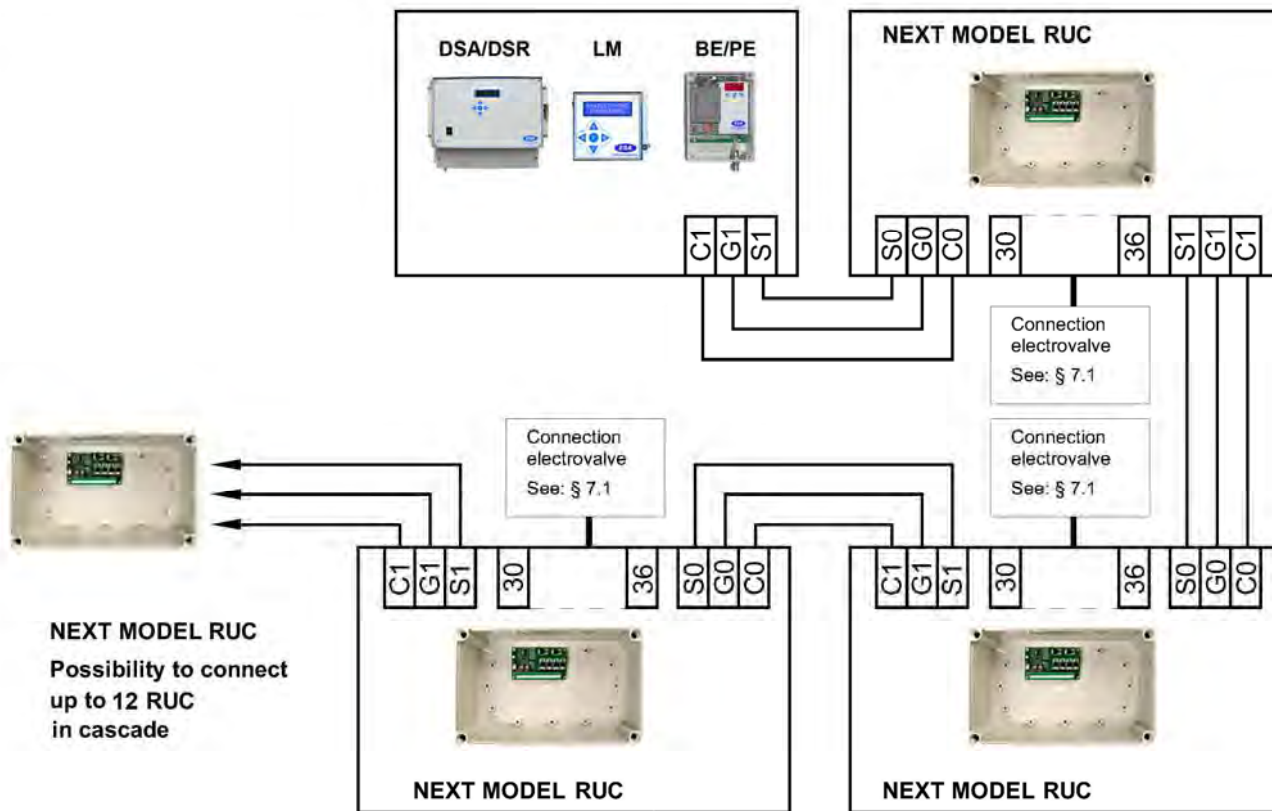 DSA/DSR LM BE/PE
C1 G1 S1
NEXT MODEL RUC
S0 G0 C0 30 36 S1 G1 C1
Connection
electrovalve
See: § 7.1
Connection
electrovalve
See: § 7.1
Connection
electrovalve
See: § 7.1
C1 G1 S1 30 36 S0 G0 C0
C1 G1 S1 30 36 S0 G0 C0
NEXT MODEL RUC
Possibility to connect
up to 12 RUC
in cascade
NEXT MODEL RUC
NEXT MODEL RUC